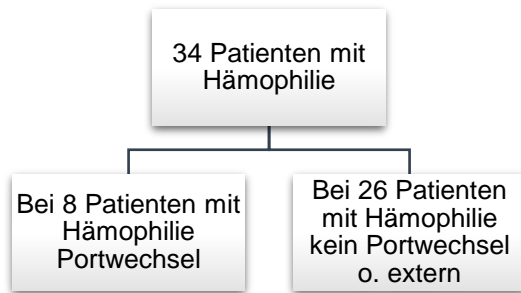 34 Patienten mit
Hämophilie
Bei 8 Patienten mit
Hämophilie
Portwechsel
Bei 26 Patienten
mit Hämophilie
kein Portwechsel
o. extern